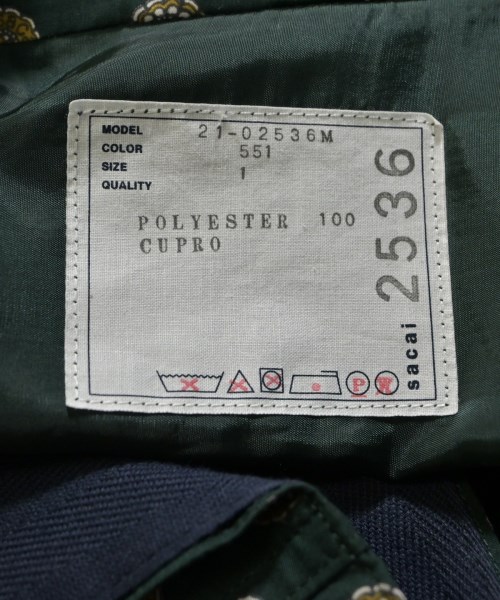 MODEL 21-02536M
COLOR 551
SIZE 1
QUALITY
POLYESTER 100
CUPRO
P W
sacai 2536